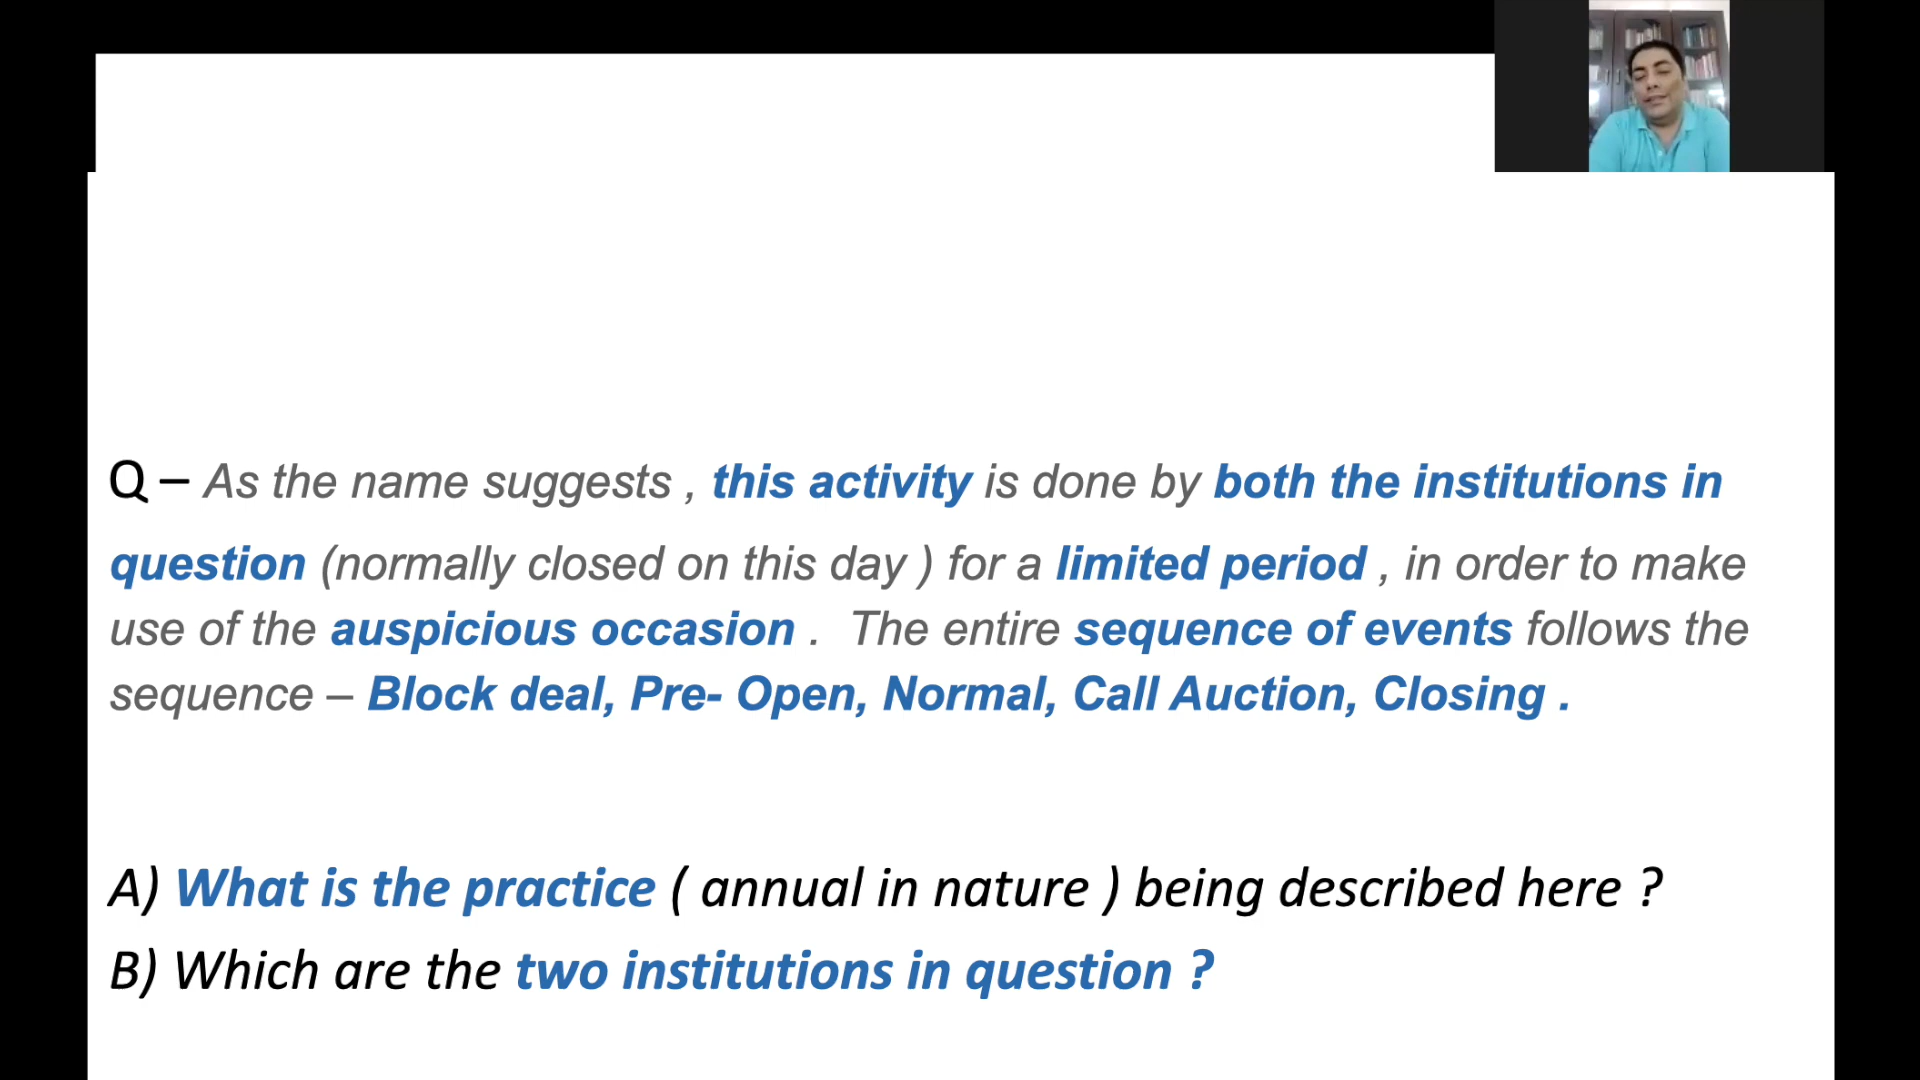 Q – As the name suggests , this activity is done by both the institutions in
question (normally closed on this day ) for a limited period , in order to make
use of the auspicious occasion .  The entire sequence of events follows the
sequence – Block deal, Pre- Open, Normal, Call Auction, Closing .
A) What is the practice ( annual in nature ) being described here ?
B) Which are the two institutions in question ?